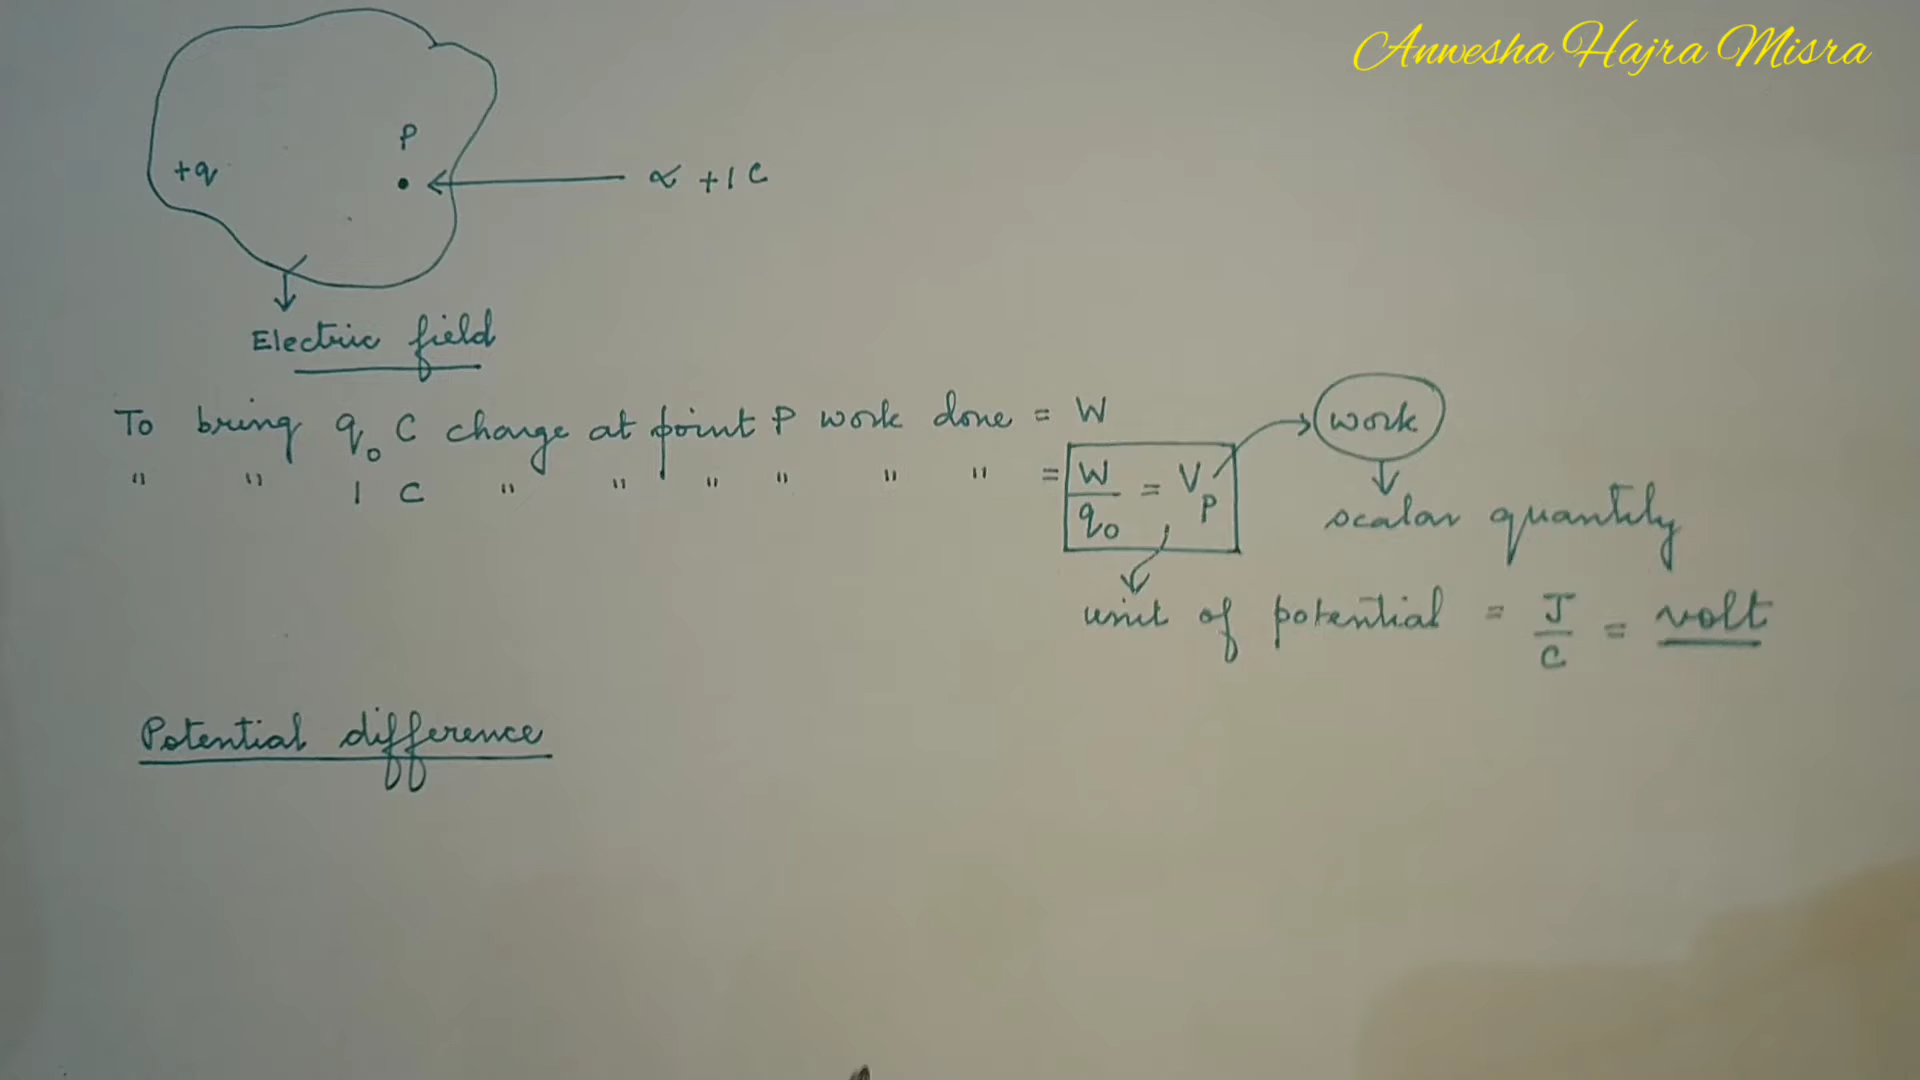 Anwesha Hajra Misra
P
+q
∝ +1 C
Electric field
To bring q₀ C charge at point P work done = W
" " 1 C " " " " " " = W/q₀ = Vₚ
work
scalar quantity
unit of potential = J/C = volt
Potential difference